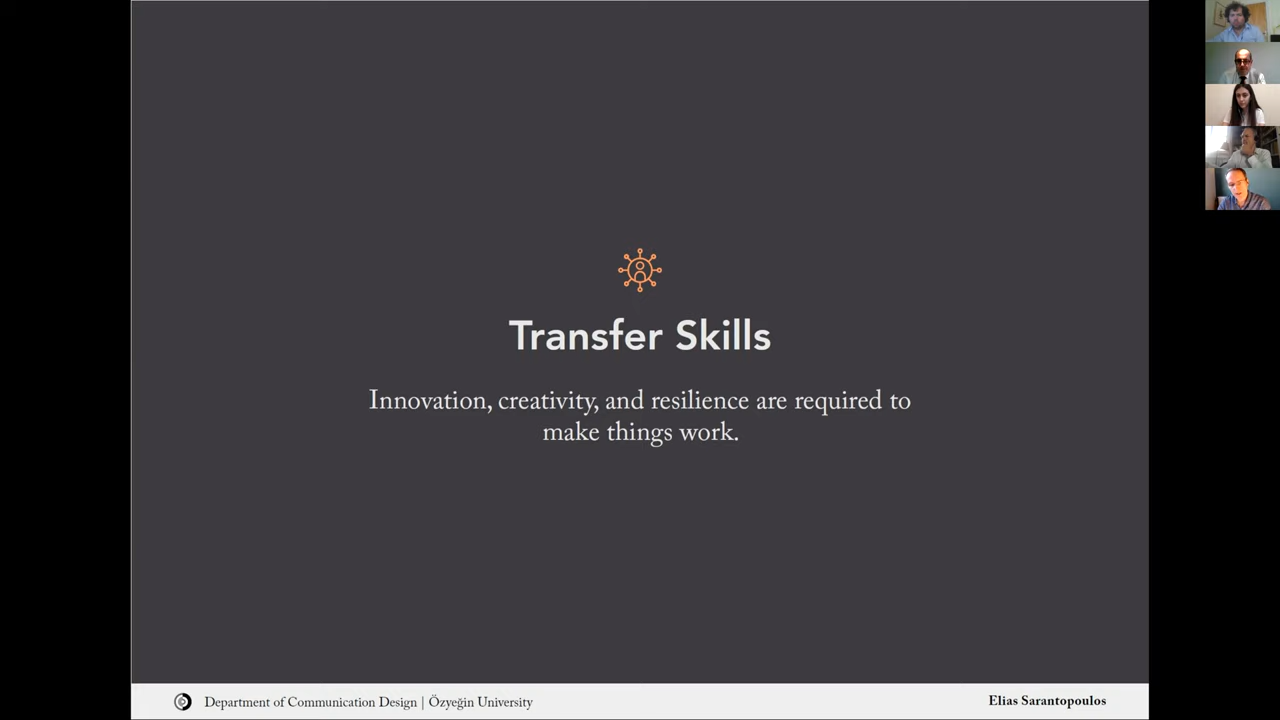 Transfer Skills
Innovation, creativity, and resilience are required to
make things work.
Department of Communication Design | Özyeğin University
Elias Sarantopoulos